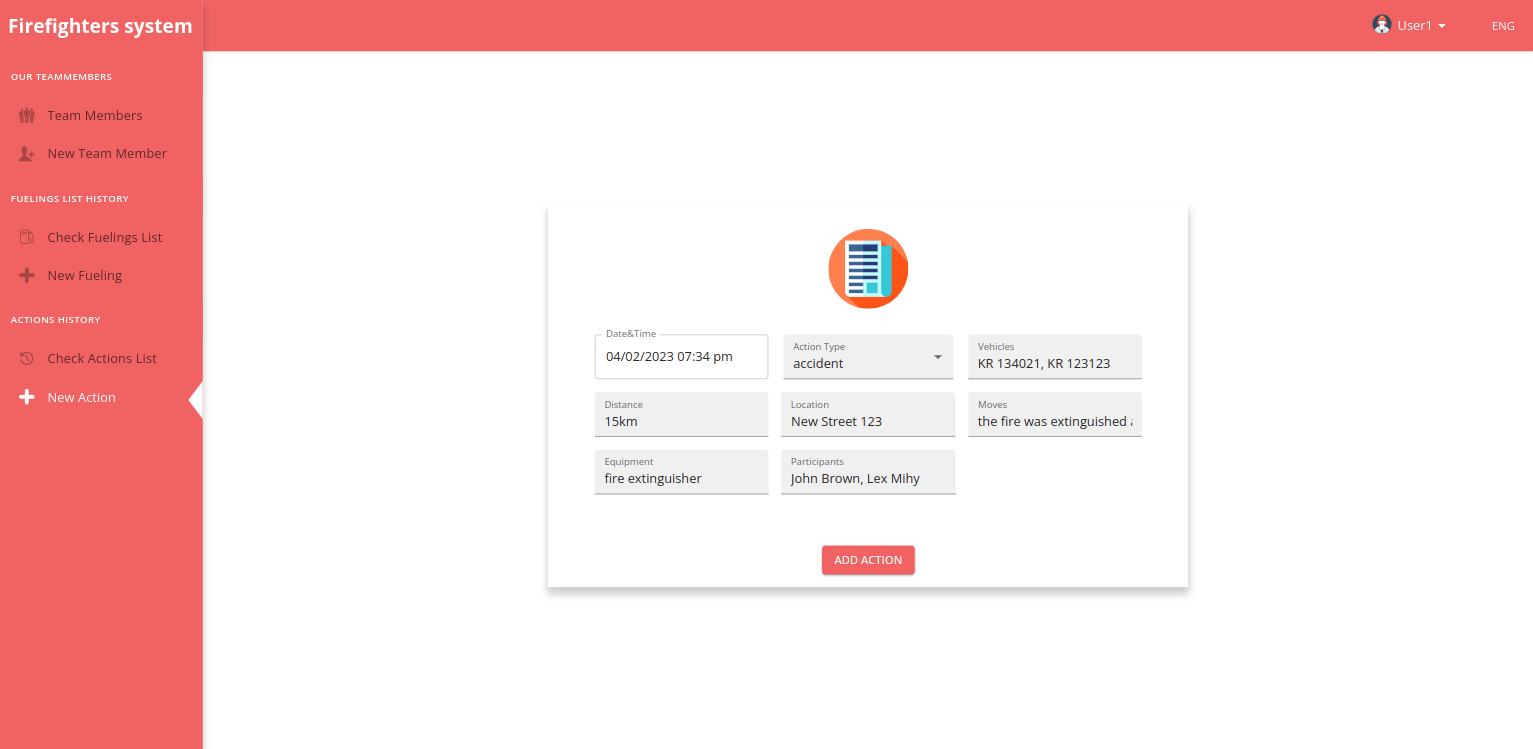 Firefighters system
User1
ENG
OUR TEAMMEMBERS
Team Members
New Team Member
FUELINGS LIST HISTORY
Check Fuelings List
New Fueling
ACTIONS HISTORY
Check Actions List
New Action
Date&Time
04/02/2023 07:34 pm
Action Type
accident
Vehicles
KR 134021, KR 123123
Distance
15km
Location
New Street 123
Moves
the fire was extinguished
Equipment
fire extinguisher
Participants
John Brown, Lex Mihy
ADD ACTION